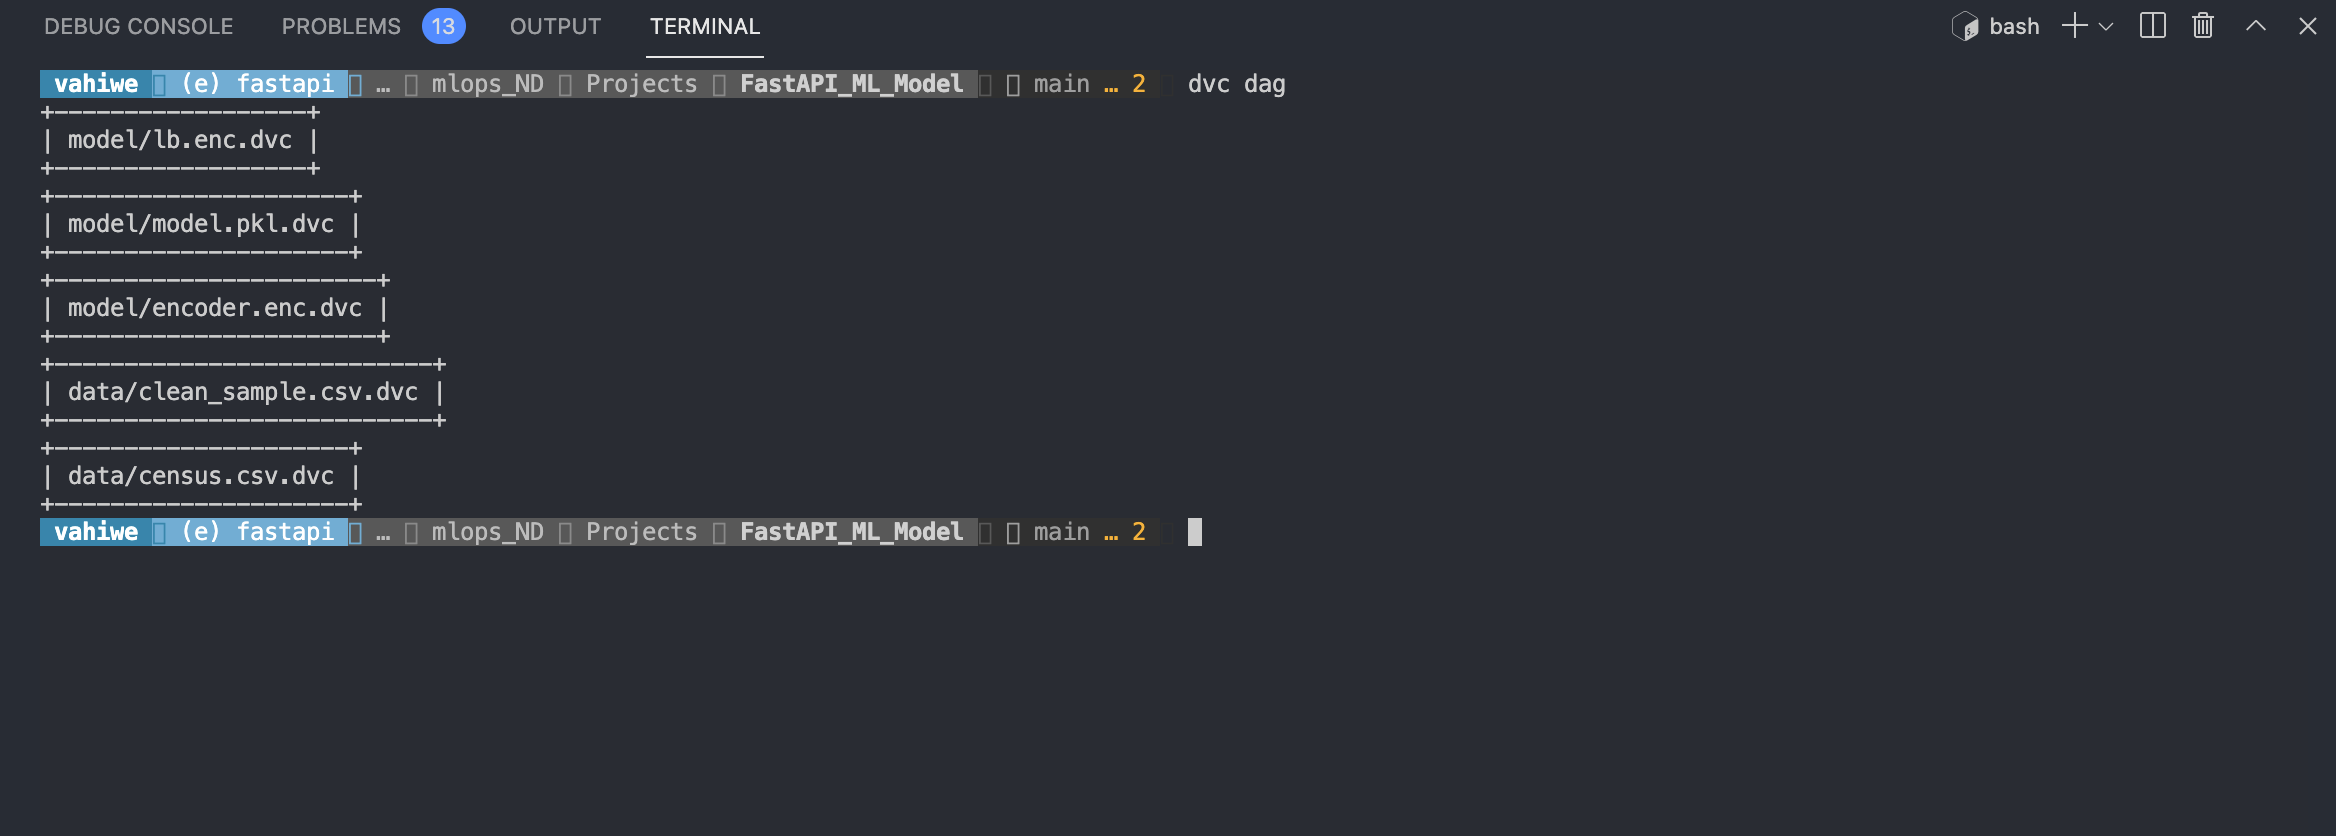 DEBUG CONSOLE PROBLEMS 13 OUTPUT TERMINAL bash
vahiwe (e) fastapi … mlops_ND Projects FastAPI_ML_Model main … 2 dvc dag
+------------------+
| model/lb.enc.dvc |
+------------------+
+---------------------+
| model/model.pkl.dvc |
+---------------------+
+-----------------------+
| model/encoder.enc.dvc |
+-----------------------+
+---------------------------+
| data/clean_sample.csv.dvc |
+---------------------------+
+---------------------+
| data/census.csv.dvc |
+---------------------+
vahiwe (e) fastapi … mlops_ND Projects FastAPI_ML_Model main … 2